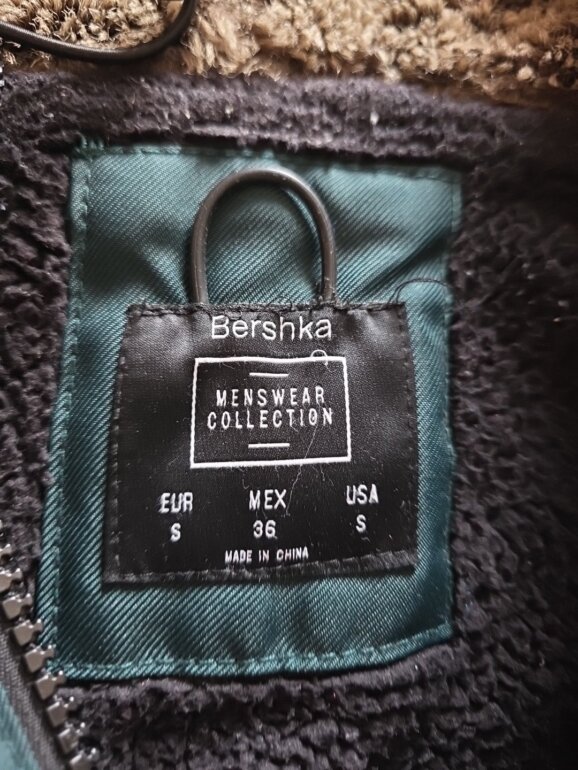 Bershka
MENSWEAR
COLLECTION
EUR MEX USA
S 36 S
MADE IN CHINA